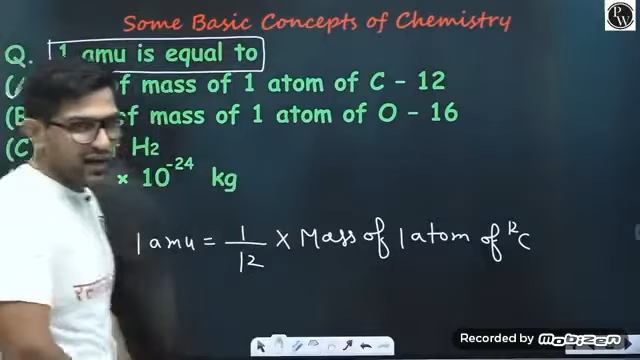 Some Basic Concepts of Chemistry
PW
Q. 1 amu is equal to
of mass of 1 atom of C - 12
of mass of 1 atom of O - 16
(C) H₂
× 10⁻²⁴ kg
1 amu = 1/12 × Mass of 1 atom of ¹²C
Recorded by Mobizen